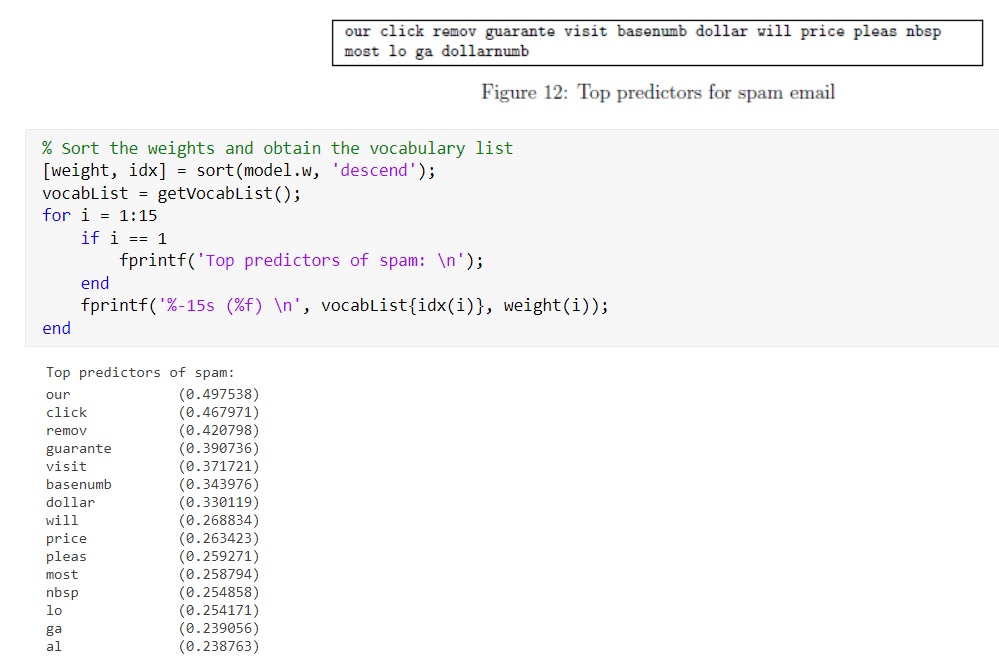 our click remov guarante visit basenumb dollar will price pleas nbsp
most lo ga dollarnumb
Figure 12: Top predictors for spam email
% Sort the weights and obtain the vocabulary list
[weight, idx] = sort(model.w, 'descend');
vocabList = getVocabList();
for i = 1:15
    if i == 1
        fprintf('Top predictors of spam: \n');
    end
    fprintf('%-15s (%f) \n', vocabList{idx(i)}, weight(i));
end
Top predictors of spam:
our (0.497538)
click (0.467971)
remov (0.420798)
guarante (0.390736)
visit (0.371721)
basenumb (0.343976)
dollar (0.330119)
will (0.268834)
price (0.263423)
pleas (0.259271)
most (0.258794)
nbsp (0.254858)
lo (0.254171)
ga (0.239056)
al (0.238763)